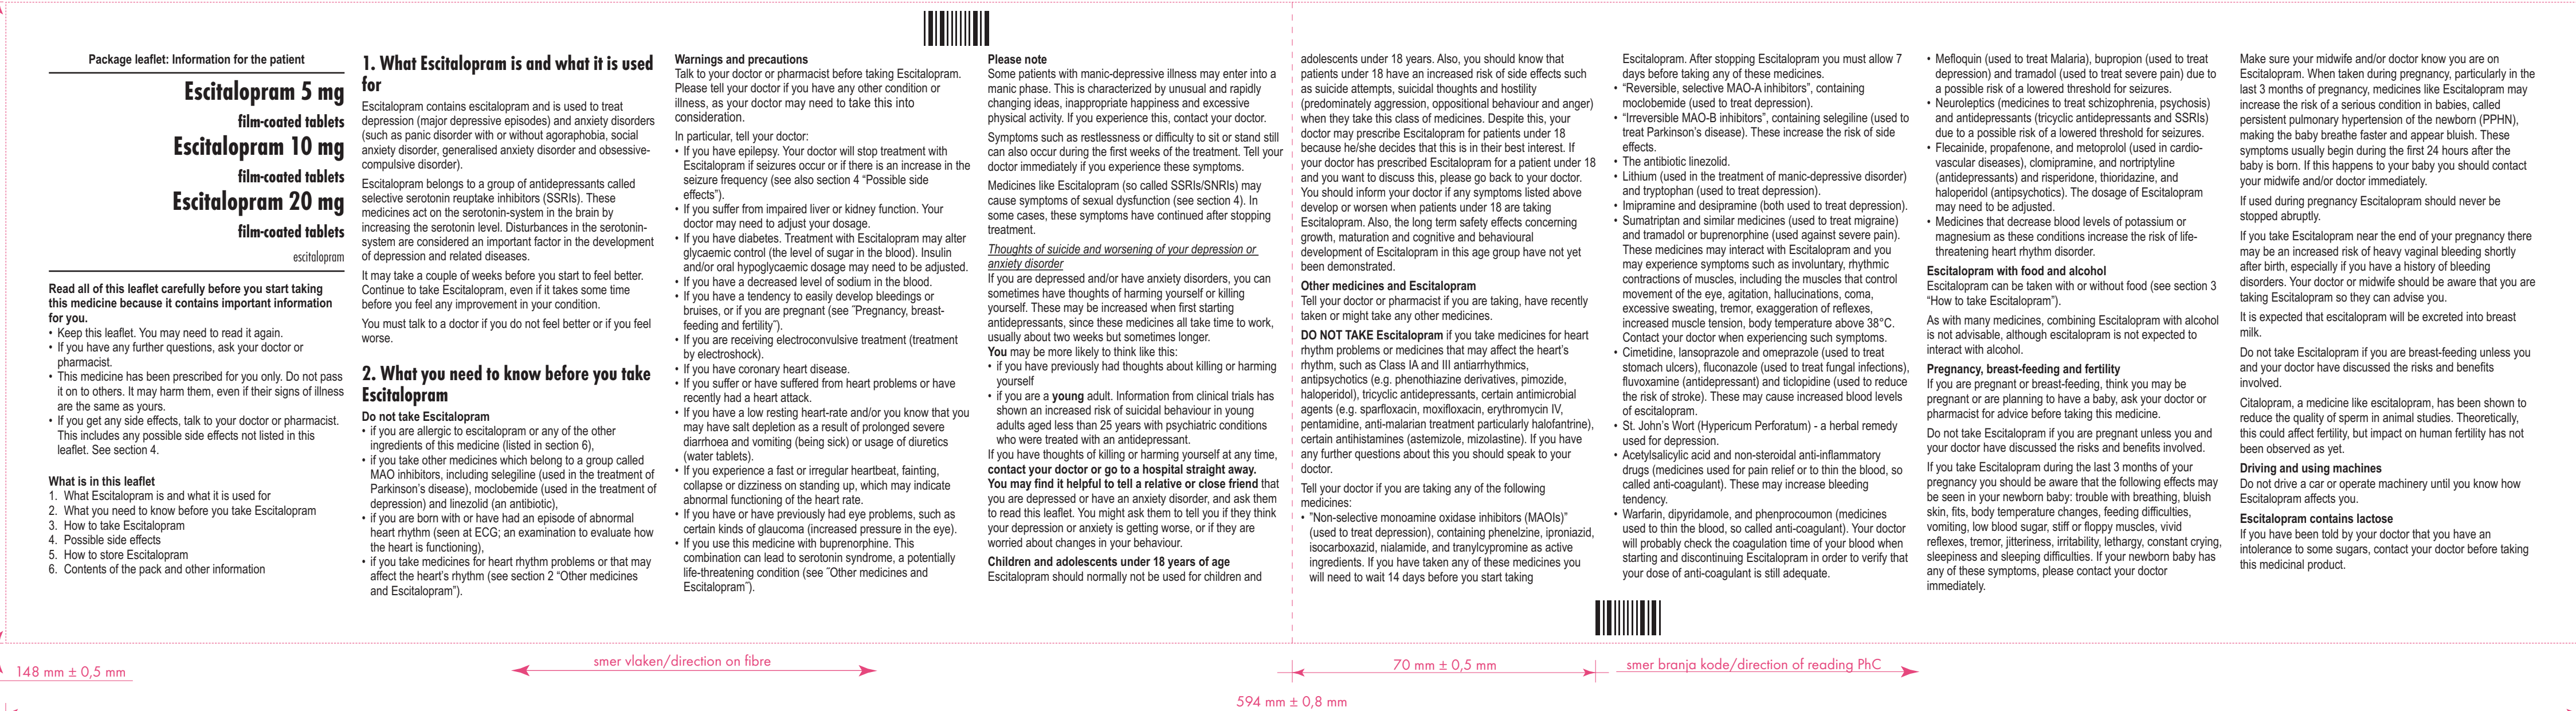 Package leaflet: Information for the patient
Escitalopram 5 mg
film-coated tablets
Escitalopram 10 mg
film-coated tablets
Escitalopram 20 mg
film-coated tablets
escitalopram
Read all of this leaflet carefully before you start taking
this medicine because it contains important information
for you.
• Keep this leaflet. You may need to read it again.
• If you have any further questions, ask your doctor or
pharmacist.
• This medicine has been prescribed for you only. Do not pass
it on to others. It may harm them, even if their signs of illness
are the same as yours.
• If you get any side effects, talk to your doctor or pharmacist.
This includes any possible side effects not listed in this
leaflet. See section 4.
What is in this leaflet
1. What Escitalopram is and what it is used for
2. What you need to know before you take Escitalopram
3. How to take Escitalopram
4. Possible side effects
5. How to store Escitalopram
6. Contents of the pack and other information
1. What Escitalopram is and what it is used
for
Escitalopram contains escitalopram and is used to treat
depression (major depressive episodes) and anxiety disorders
(such as panic disorder with or without agoraphobia, social
anxiety disorder, generalised anxiety disorder and obsessive-
compulsive disorder).
Escitalopram belongs to a group of antidepressants called
selective serotonin reuptake inhibitors (SSRIs). These
medicines act on the serotonin-system in the brain by
increasing the serotonin level. Disturbances in the serotonin-
system are considered an important factor in the development
of depression and related diseases.
It may take a couple of weeks before you start to feel better.
Continue to take Escitalopram, even if it takes some time
before you feel any improvement in your condition.
You must talk to a doctor if you do not feel better or if you feel
worse.
2. What you need to know before you take
Escitalopram
Do not take Escitalopram
• if you are allergic to escitalopram or any of the other
ingredients of this medicine (listed in section 6),
• if you take other medicines which belong to a group called
MAO inhibitors, including selegiline (used in the treatment of
Parkinson's disease), moclobemide (used in the treatment of
depression) and linezolid (an antibiotic),
• if you are born with or have had an episode of abnormal
heart rhythm (seen at ECG; an examination to evaluate how
the heart is functioning),
• if you take medicines for heart rhythm problems or that may
affect the heart's rhythm (see section 2 "Other medicines
and Escitalopram").
Warnings and precautions
Talk to your doctor or pharmacist before taking Escitalopram.
Please tell your doctor if you have any other condition or
illness, as your doctor may need to take this into
consideration.
In particular, tell your doctor:
• If you have epilepsy. Your doctor will stop treatment with
Escitalopram if seizures occur or if there is an increase in the
seizure frequency (see also section 4 "Possible side
effects").
• If you suffer from impaired liver or kidney function. Your
doctor may need to adjust your dosage.
• If you have diabetes. Treatment with Escitalopram may alter
glycaemic control (the level of sugar in the blood). Insulin
and/or oral hypoglycaemic dosage may need to be adjusted.
• If you have a decreased level of sodium in the blood.
• If you have a tendency to easily develop bleedings or
bruises, or if you are pregnant (see ˝Pregnancy, breast-
feeding and fertility˝).
• If you are receiving electroconvulsive treatment (treatment
by electroshock).
• If you have coronary heart disease.
• If you suffer or have suffered from heart problems or have
recently had a heart attack.
• If you have a low resting heart-rate and/or you know that you
may have salt depletion as a result of prolonged severe
diarrhoea and vomiting (being sick) or usage of diuretics
(water tablets).
• If you experience a fast or irregular heartbeat, fainting,
collapse or dizziness on standing up, which may indicate
abnormal functioning of the heart rate.
• If you have or have previously had eye problems, such as
certain kinds of glaucoma (increased pressure in the eye).
• If you use this medicine with buprenorphine. This
combination can lead to serotonin syndrome, a potentially
life-threatening condition (see ˝Other medicines and
Escitalopram˝).
Please note
Some patients with manic-depressive illness may enter into a
manic phase. This is characterized by unusual and rapidly
changing ideas, inappropriate happiness and excessive
physical activity. If you experience this, contact your doctor.
Symptoms such as restlessness or difficulty to sit or stand still
can also occur during the first weeks of the treatment. Tell your
doctor immediately if you experience these symptoms.
Medicines like Escitalopram (so called SSRIs/SNRIs) may
cause symptoms of sexual dysfunction (see section 4). In
some cases, these symptoms have continued after stopping
treatment.
Thoughts of suicide and worsening of your depression or
anxiety disorder
If you are depressed and/or have anxiety disorders, you can
sometimes have thoughts of harming yourself or killing
yourself. These may be increased when first starting
antidepressants, since these medicines all take time to work,
usually about two weeks but sometimes longer.
You may be more likely to think like this:
• if you have previously had thoughts about killing or harming
yourself
• if you are a young adult. Information from clinical trials has
shown an increased risk of suicidal behaviour in young
adults aged less than 25 years with psychiatric conditions
who were treated with an antidepressant.
If you have thoughts of killing or harming yourself at any time,
contact your doctor or go to a hospital straight away.
You may find it helpful to tell a relative or close friend that
you are depressed or have an anxiety disorder, and ask them
to read this leaflet. You might ask them to tell you if they think
your depression or anxiety is getting worse, or if they are
worried about changes in your behaviour.
Children and adolescents under 18 years of age
Escitalopram should normally not be used for children and
adolescents under 18 years. Also, you should know that
patients under 18 have an increased risk of side effects such
as suicide attempts, suicidal thoughts and hostility
(predominately aggression, oppositional behaviour and anger)
when they take this class of medicines. Despite this, your
doctor may prescribe Escitalopram for patients under 18
because he/she decides that this is in their best interest. If
your doctor has prescribed Escitalopram for a patient under 18
and you want to discuss this, please go back to your doctor.
You should inform your doctor if any symptoms listed above
develop or worsen when patients under 18 are taking
Escitalopram. Also, the long term safety effects concerning
growth, maturation and cognitive and behavioural
development of Escitalopram in this age group have not yet
been demonstrated.
Other medicines and Escitalopram
Tell your doctor or pharmacist if you are taking, have recently
taken or might take any other medicines.
DO NOT TAKE Escitalopram if you take medicines for heart
rhythm problems or medicines that may affect the heart's
rhythm, such as Class IA and III antiarrhythmics,
antipsychotics (e.g. phenothiazine derivatives, pimozide,
haloperidol), tricyclic antidepressants, certain antimicrobial
agents (e.g. sparfloxacin, moxifloxacin, erythromycin IV,
pentamidine, anti-malarian treatment particularly halofantrine),
certain antihistamines (astemizole, mizolastine). If you have
any further questions about this you should speak to your
doctor.
Tell your doctor if you are taking any of the following
medicines:
• "Non-selective monoamine oxidase inhibitors (MAOIs)"
(used to treat depression), containing phenelzine, iproniazid,
isocarboxazid, nialamide, and tranylcypromine as active
ingredients. If you have taken any of these medicines you
will need to wait 14 days before you start taking
Escitalopram. After stopping Escitalopram you must allow 7
days before taking any of these medicines.
• "Reversible, selective MAO-A inhibitors", containing
moclobemide (used to treat depression).
• "Irreversible MAO-B inhibitors", containing selegiline (used to
treat Parkinson's disease). These increase the risk of side
effects.
• The antibiotic linezolid.
• Lithium (used in the treatment of manic-depressive disorder)
and tryptophan (used to treat depression).
• Imipramine and desipramine (both used to treat depression).
• Sumatriptan and similar medicines (used to treat migraine)
and tramadol or buprenorphine (used against severe pain).
These medicines may interact with Escitalopram and you
may experience symptoms such as involuntary, rhythmic
contractions of muscles, including the muscles that control
movement of the eye, agitation, hallucinations, coma,
excessive sweating, tremor, exaggeration of reflexes,
increased muscle tension, body temperature above 38°C.
Contact your doctor when experiencing such symptoms.
• Cimetidine, lansoprazole and omeprazole (used to treat
stomach ulcers), fluconazole (used to treat fungal infections),
fluvoxamine (antidepressant) and ticlopidine (used to reduce
the risk of stroke). These may cause increased blood levels
of escitalopram.
• St. John's Wort (Hypericum Perforatum) - a herbal remedy
used for depression.
• Acetylsalicylic acid and non-steroidal anti-inflammatory
drugs (medicines used for pain relief or to thin the blood, so
called anti-coagulant). These may increase bleeding
tendency.
• Warfarin, dipyridamole, and phenprocoumon (medicines
used to thin the blood, so called anti-coagulant). Your doctor
will probably check the coagulation time of your blood when
starting and discontinuing Escitalopram in order to verify that
your dose of anti-coagulant is still adequate.
• Mefloquin (used to treat Malaria), bupropion (used to treat
depression) and tramadol (used to treat severe pain) due to
a possible risk of a lowered threshold for seizures.
• Neuroleptics (medicines to treat schizophrenia, psychosis)
and antidepressants (tricyclic antidepressants and SSRIs)
due to a possible risk of a lowered threshold for seizures.
• Flecainide, propafenone, and metoprolol (used in cardio-
vascular diseases), clomipramine, and nortriptyline
(antidepressants) and risperidone, thioridazine, and
haloperidol (antipsychotics). The dosage of Escitalopram
may need to be adjusted.
• Medicines that decrease blood levels of potassium or
magnesium as these conditions increase the risk of life-
threatening heart rhythm disorder.
Escitalopram with food and alcohol
Escitalopram can be taken with or without food (see section 3
"How to take Escitalopram").
As with many medicines, combining Escitalopram with alcohol
is not advisable, although escitalopram is not expected to
interact with alcohol.
Pregnancy, breast-feeding and fertility
If you are pregnant or breast-feeding, think you may be
pregnant or are planning to have a baby, ask your doctor or
pharmacist for advice before taking this medicine.
Do not take Escitalopram if you are pregnant unless you and
your doctor have discussed the risks and benefits involved.
If you take Escitalopram during the last 3 months of your
pregnancy you should be aware that the following effects may
be seen in your newborn baby: trouble with breathing, bluish
skin, fits, body temperature changes, feeding difficulties,
vomiting, low blood sugar, stiff or floppy muscles, vivid
reflexes, tremor, jitteriness, irritability, lethargy, constant crying,
sleepiness and sleeping difficulties. If your newborn baby has
any of these symptoms, please contact your doctor
immediately.
Make sure your midwife and/or doctor know you are on
Escitalopram. When taken during pregnancy, particularly in the
last 3 months of pregnancy, medicines like Escitalopram may
increase the risk of a serious condition in babies, called
persistent pulmonary hypertension of the newborn (PPHN),
making the baby breathe faster and appear bluish. These
symptoms usually begin during the first 24 hours after the
baby is born. If this happens to your baby you should contact
your midwife and/or doctor immediately.
If used during pregnancy Escitalopram should never be
stopped abruptly.
If you take Escitalopram near the end of your pregnancy there
may be an increased risk of heavy vaginal bleeding shortly
after birth, especially if you have a history of bleeding
disorders. Your doctor or midwife should be aware that you are
taking Escitalopram so they can advise you.
It is expected that escitalopram will be excreted into breast
milk.
Do not take Escitalopram if you are breast-feeding unless you
and your doctor have discussed the risks and benefits
involved.
Citalopram, a medicine like escitalopram, has been shown to
reduce the quality of sperm in animal studies. Theoretically,
this could affect fertility, but impact on human fertility has not
been observed as yet.
Driving and using machines
Do not drive a car or operate machinery until you know how
Escitalopram affects you.
Escitalopram contains lactose
If you have been told by your doctor that you have an
intolerance to some sugars, contact your doctor before taking
this medicinal product.
148 mm ± 0,5 mm
smer vlaken/direction on fibre
70 mm ± 0,5 mm
smer branja kode/direction of reading PhC
594 mm ± 0,8 mm